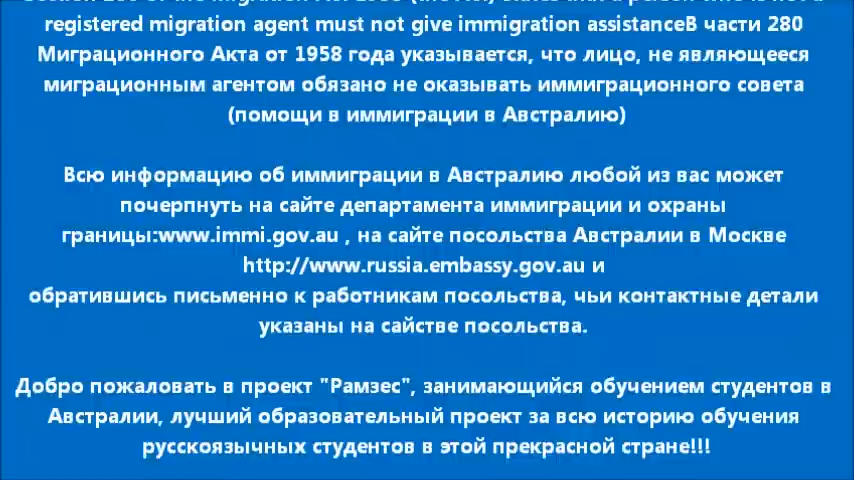 registered migration agent must not give immigration assistanceВ части 280
Миграционного Акта от 1958 года указывается, что лицо, не являющееся
миграционным агентом обязано не оказывать иммиграционного совета
(помощи в иммиграции в Австралию)
Всю информацию об иммиграции в Австралию любой из вас может
почерпнуть на сайте департамента иммиграции и охраны
границы:www.immi.gov.au , на сайте посольства Австралии в Москве
http://www.russia.embassy.gov.au и
обратившись письменно к работникам посольства, чьи контактные детали
указаны на сайстве посольства.
Добро пожаловать в проект "Рамзес", занимающийся обучением студентов в
Австралии, лучший образовательный проект за всю историю обучения
русскоязычных студентов в этой прекрасной стране!!!